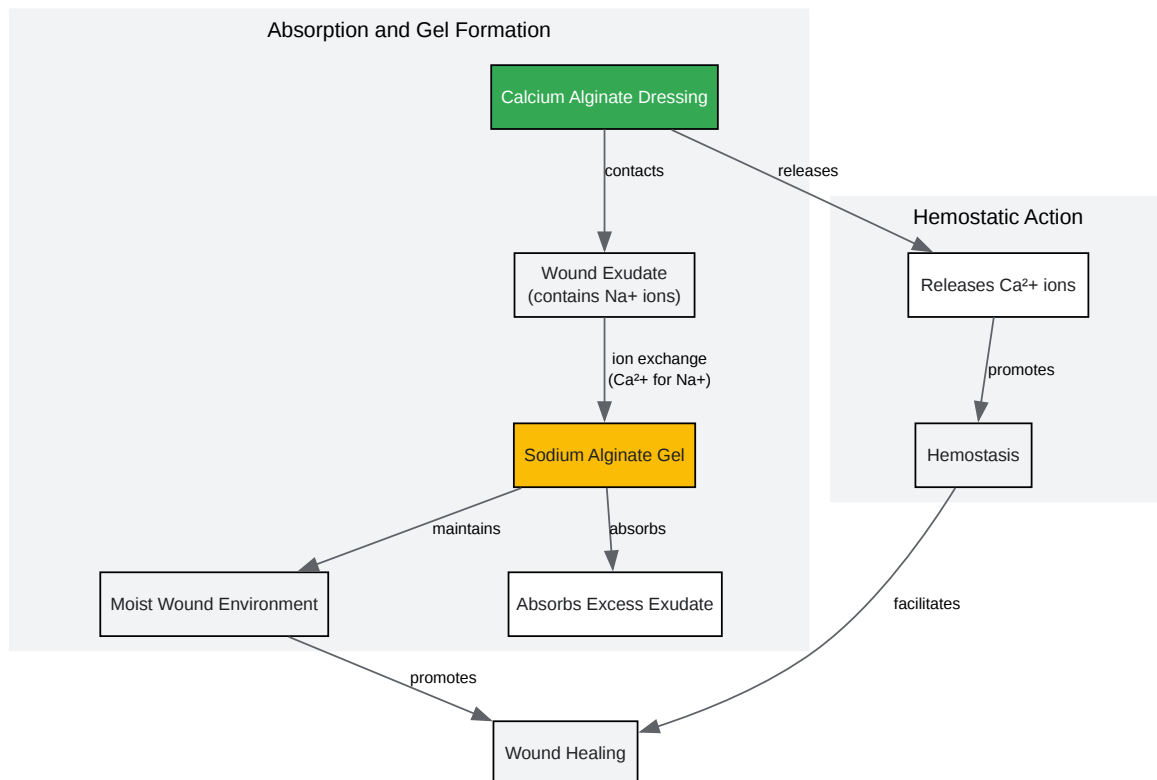 Absorption and Gel Formation
Calcium Alginate Dressing
contacts
releases
Hemostatic Action
Wound Exudate
(contains Na+ ions)
Releases Ca²+ ions
ion exchange
(Ca²+ for Na+)
promotes
Sodium Alginate Gel
Hemostasis
maintains
absorbs
Moist Wound Environment
Absorbs Excess Exudate
facilitates
promotes
Wound Healing